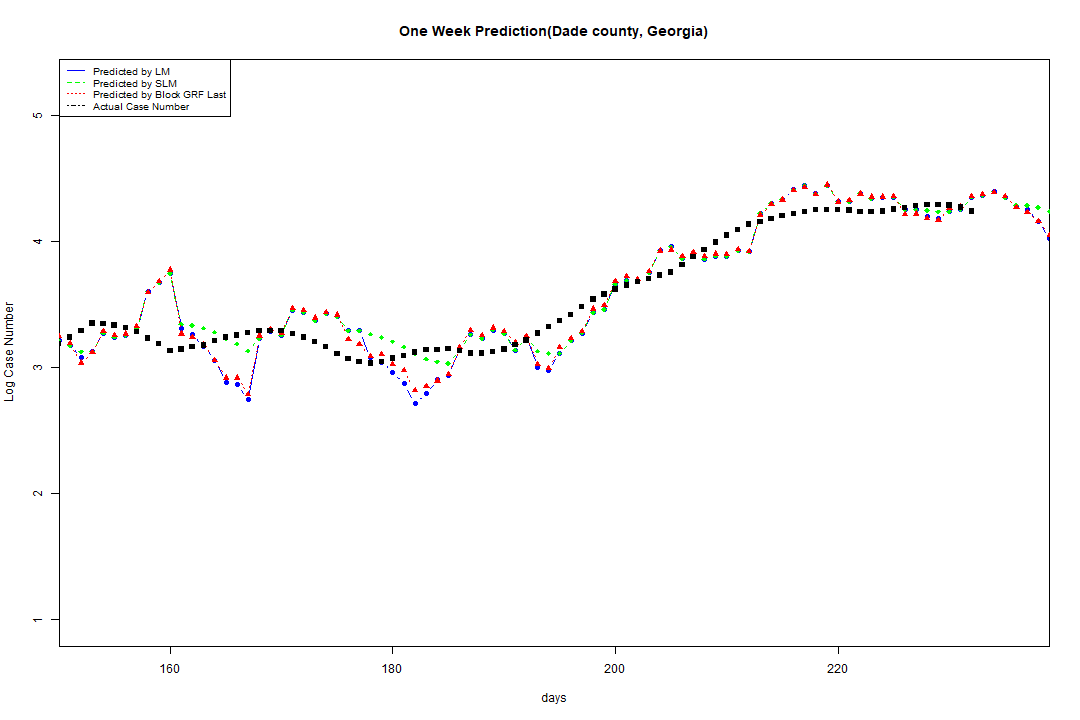 One Week Prediction(Dade county, Georgia)
Predicted by LM
Predicted by SLM
Predicted by Block GRF Last
Actual Case Number
5
4
3
2
1
Log Case Number
160 180 200 220
days